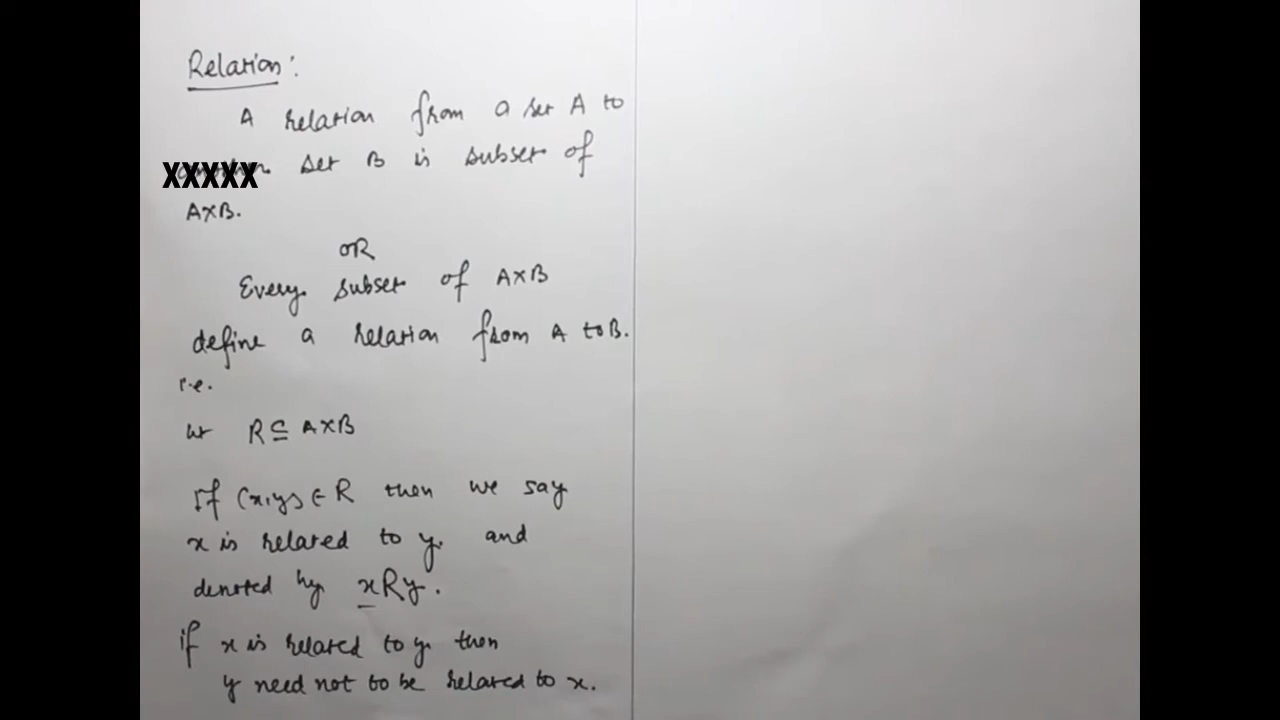 Relation:
A relation from a set A to
XXXXX set B is subset of
A×B.
OR
Every subset of A×B
define a relation from A to B.
i.e.
let R ⊆ A×B
If (x,y) ∈ R then we say
x is related to y. and
denoted by xRy.
if x is related to y. then
y need not to be related to x.